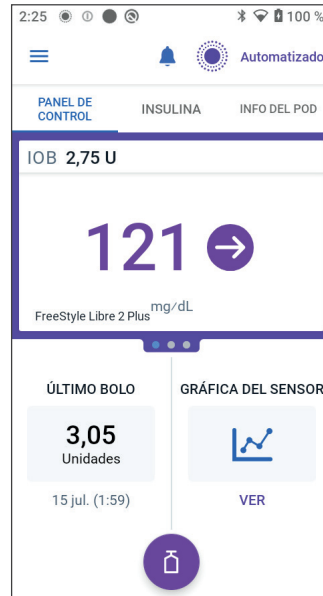 2:25 100 %
Automatizado
PANEL DE CONTROL INSULINA INFO DEL POD
IOB 2,75 U
121
mg/dL
FreeStyle Libre 2 Plus
ÚLTIMO BOLO GRÁFICA DEL SENSOR
3,05
Unidades
15 jul. (1:59) VER